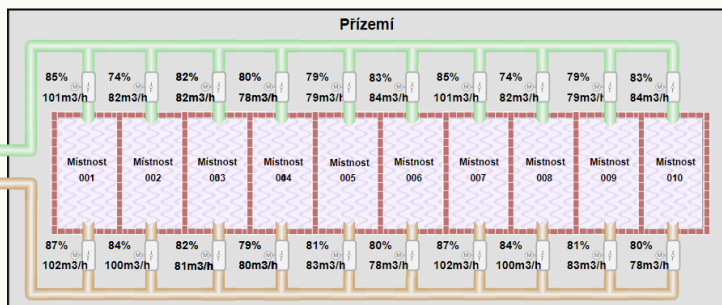 Přízemí
85% 74% 82% 80% 79% 83% 85% 74% 79% 83%
101m3/h 82m3/h 82m3/h 78m3/h 79m3/h 84m3/h 101m3/h 82m3/h 79m3/h 84m3/h
M M M M M M M M M M
Místnost Místnost Místnost Místnost Místnost Místnost Místnost Místnost Místnost Místnost
001 002 003 004 005 006 007 008 009 010
87% 84% 82% 79% 81% 80% 87% 84% 81% 80%
M M M M M M M M M M
102m3/h 100m3/h 81m3/h 80m3/h 83m3/h 78m3/h 102m3/h 100m3/h 83m3/h 78m3/h